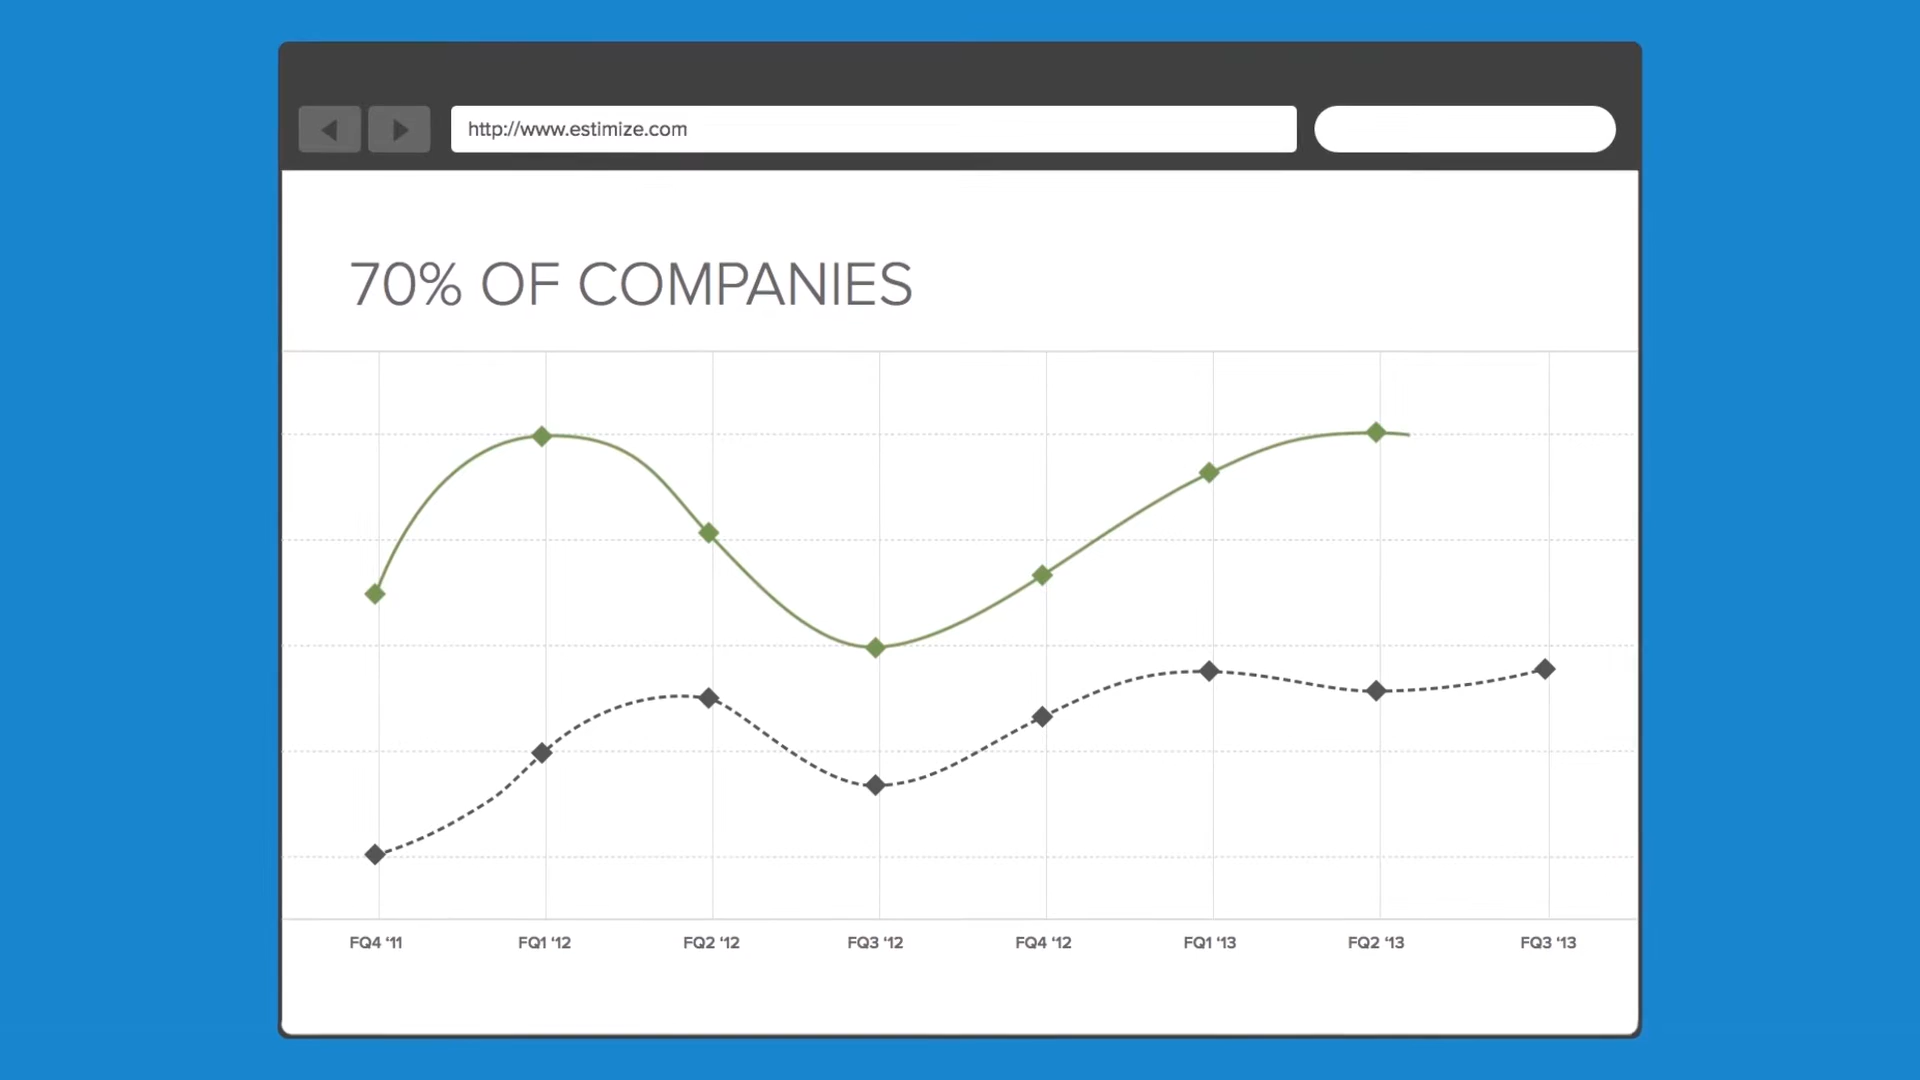 http://www.estimize.com
70% OF COMPANIES
FQ4 ‘11 FQ1 ‘12 FQ2 ‘12 FQ3 ‘12 FQ4 ‘12 FQ1 ‘13 FQ2 ‘13 FQ3 ‘13